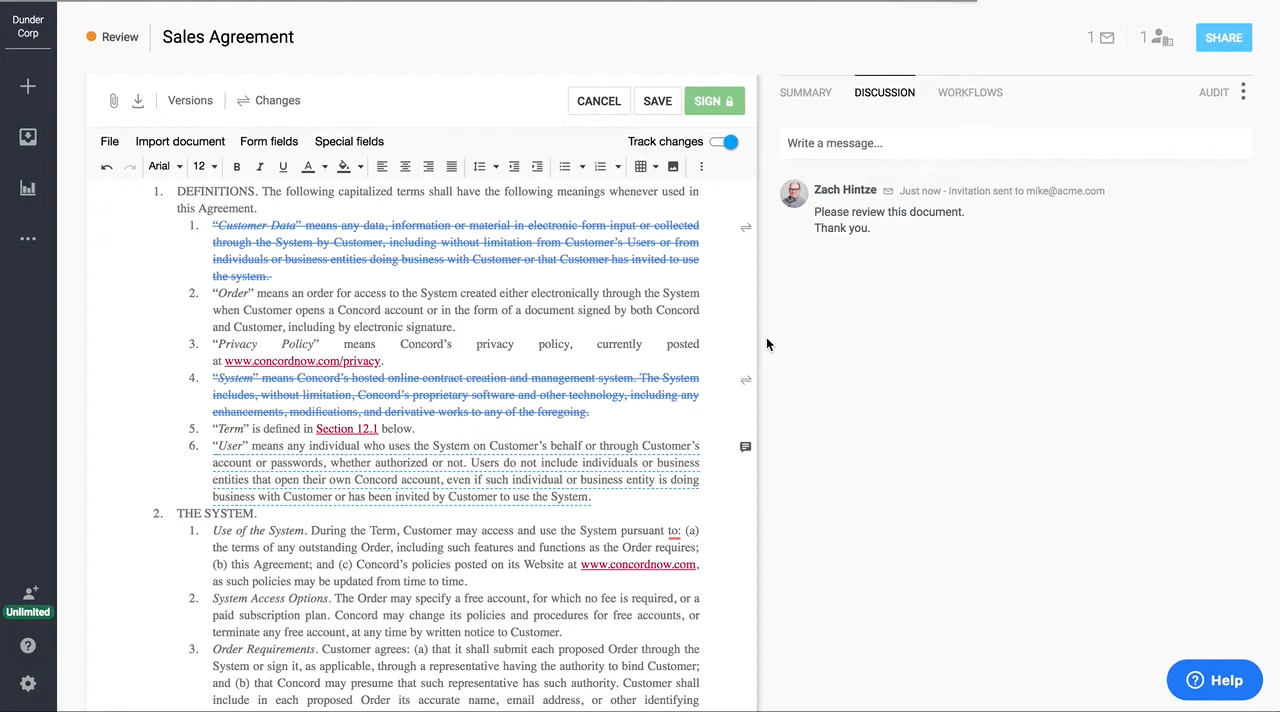 Dunder
Corp
Review
Sales Agreement
1
1
SHARE
Versions
Changes
CANCEL
SAVE
SIGN
SUMMARY
DISCUSSION
WORKFLOWS
AUDIT
File
Import document
Form fields
Special fields
Track changes
Arial
12
B
I
U
A
Write a message...
Zach Hintze
Just now - Invitation sent to mike@acme.com
Please review this document.
Thank you.
1. DEFINITIONS. The following capitalized terms shall have the following meanings whenever used in
this Agreement.
1. “Customer Data” means any data, information or material in electronic form input or collected
through the System by Customer, including without limitation from Customer’s Users or from
individuals or business entities doing business with Customer or that Customer has invited to use
the system.
2. “Order” means an order for access to the System created either electronically through the System
when Customer opens a Concord account or in the form of a document signed by both Concord
and Customer, including by electronic signature.
3. “Privacy Policy” means Concord’s privacy policy, currently posted
at www.concordnow.com/privacy.
4. “System” means Concord’s hosted online contract creation and management system. The System
includes, without limitation, Concord’s proprietary software and other technology, including any
enhancements, modifications, and derivative works to any of the foregoing.
5. “Term” is defined in Section 12.1 below.
6. “User” means any individual who uses the System on Customer’s behalf or through Customer’s
account or passwords, whether authorized or not. Users do not include individuals or business
entities that open their own Concord account, even if such individual or business entity is doing
business with Customer or has been invited by Customer to use the System.
2. THE SYSTEM.
1. Use of the System. During the Term, Customer may access and use the System pursuant to: (a)
the terms of any outstanding Order, including such features and functions as the Order requires;
(b) this Agreement; and (c) Concord’s policies posted on its Website at www.concordnow.com,
as such policies may be updated from time to time.
2. System Access Options. The Order may specify a free account, for which no fee is required, or a
paid subscription plan. Concord may change its policies and procedures for free accounts, or
terminate any free account, at any time by written notice to Customer.
3. Order Requirements. Customer agrees: (a) that it shall submit each proposed Order through the
System or sign it, as applicable, through a representative having the authority to bind Customer;
and (b) that Concord may presume that such representative has such authority. Customer shall
include in each proposed Order its accurate name, email address, or other identifying
Unlimited
Help